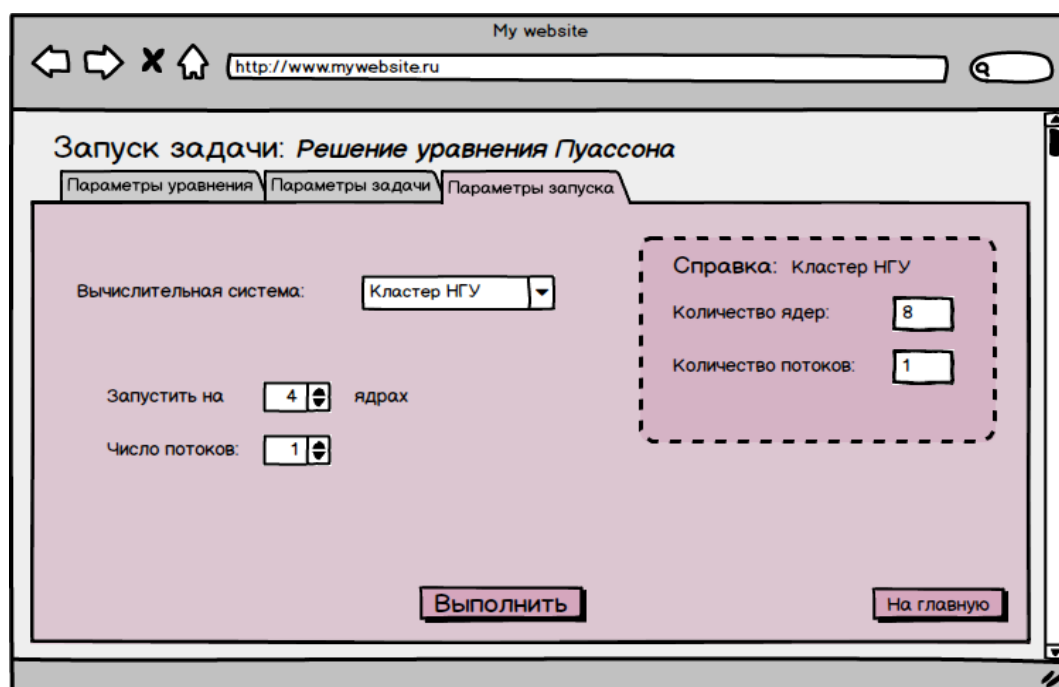 My website
http://www.mywebsite.ru
Запуск задачи: Решение уравнения Пуассона
Параметры уравнения Параметры задачи Параметры запуска
Вычислительная система: Кластер НГУ
Запустить на 4 ядрах
Число потоков: 1
Справка: Кластер НГУ
Количество ядер: 8
Количество потоков: 1
Выполнить
На главную